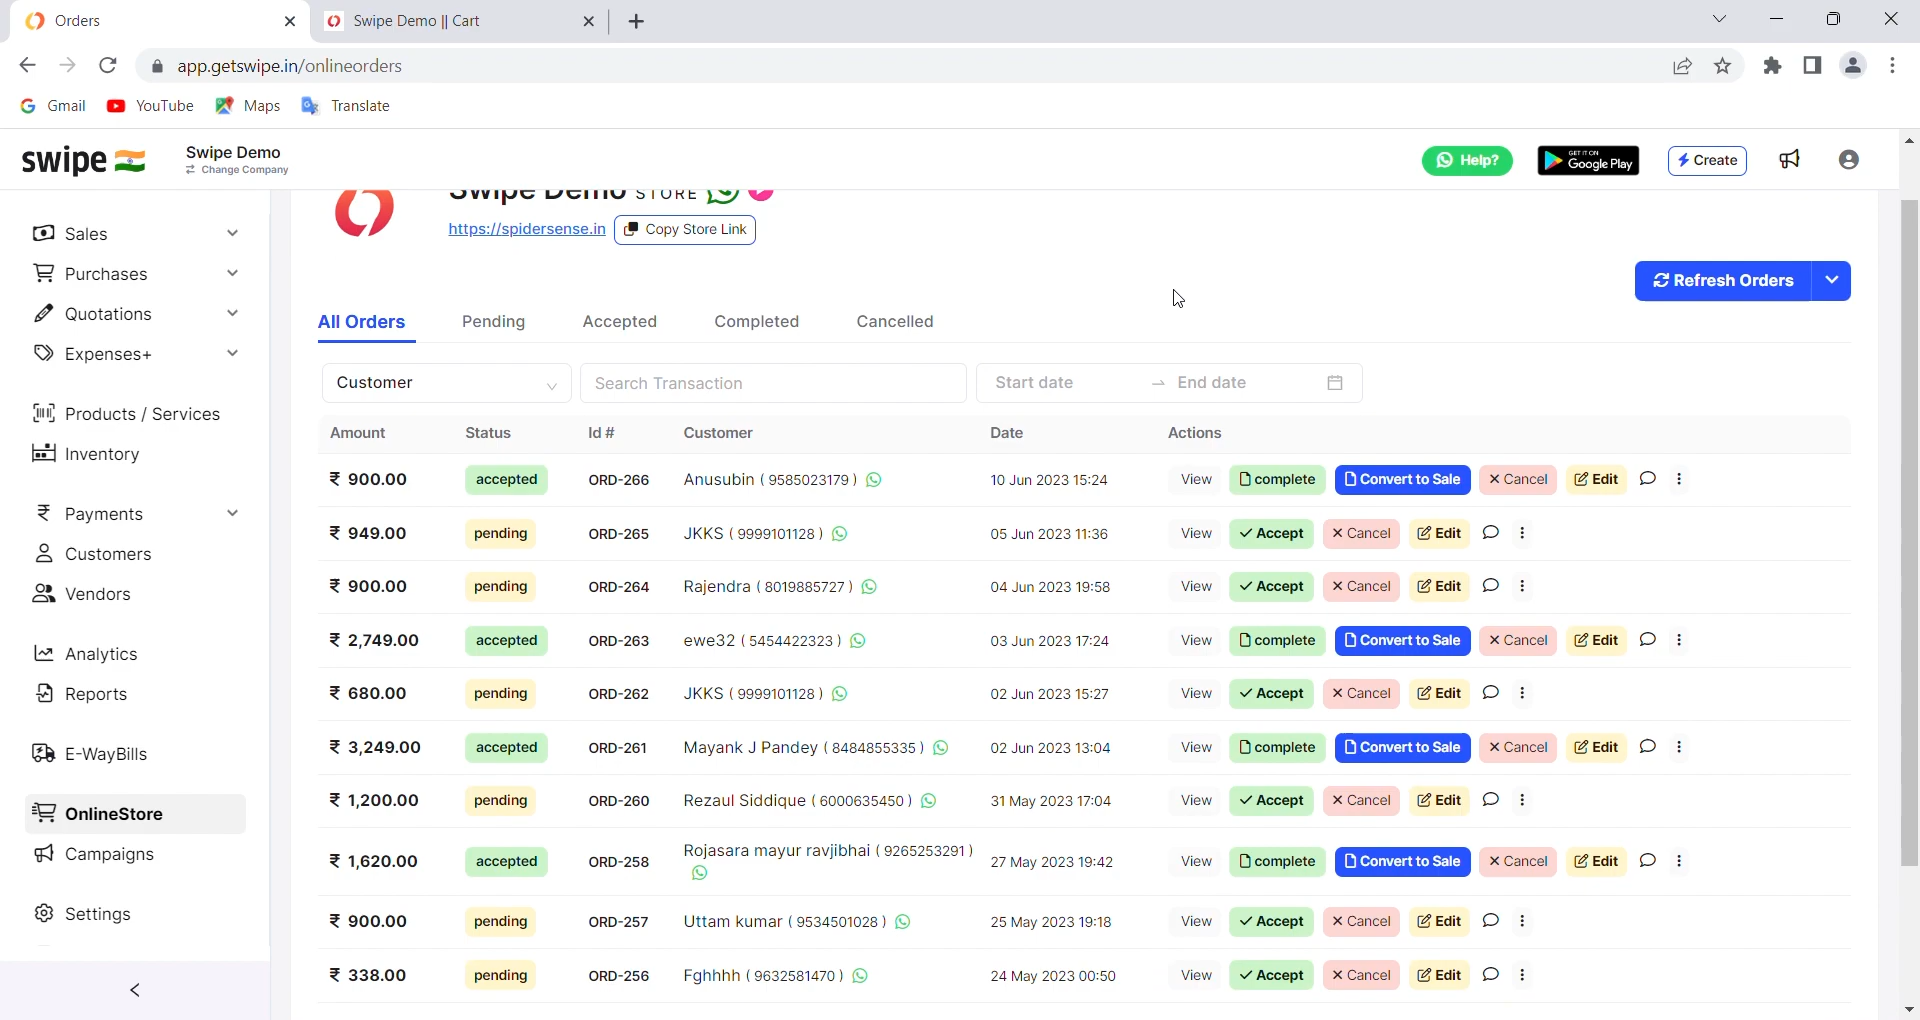 Orders
Swipe Demo || Cart
app.getswipe.in/onlineorders
Gmail YouTube Maps Translate
swipe
Swipe Demo
Change Company
Help?
GET IT ON
Google Play
Create
Swipe Demo STORE
https://spidersense.in Copy Store Link
Refresh Orders
Sales
Purchases
Quotations
Expenses+
Products / Services
Inventory
Payments
Customers
Vendors
Analytics
Reports
E-WayBills
OnlineStore
Campaigns
Settings
All Orders Pending Accepted Completed Cancelled
Customer Search Transaction Start date → End date
Amount Status Id # Customer Date Actions
₹ 900.00 accepted ORD-266 Anusubin ( 9585023179 ) 10 Jun 2023 15:24 View complete Convert to Sale Cancel Edit
₹ 949.00 pending ORD-265 JKKS ( 9999101128 ) 05 Jun 2023 11:36 View Accept Cancel Edit
₹ 900.00 pending ORD-264 Rajendra ( 8019885727 ) 04 Jun 2023 19:58 View Accept Cancel Edit
₹ 2,749.00 accepted ORD-263 ewe32 ( 5454422323 ) 03 Jun 2023 17:24 View complete Convert to Sale Cancel Edit
₹ 680.00 pending ORD-262 JKKS ( 9999101128 ) 02 Jun 2023 15:27 View Accept Cancel Edit
₹ 3,249.00 accepted ORD-261 Mayank J Pandey ( 8484855335 ) 02 Jun 2023 13:04 View complete Convert to Sale Cancel Edit
₹ 1,200.00 pending ORD-260 Rezaul Siddique ( 6000635450 ) 31 May 2023 17:04 View Accept Cancel Edit
₹ 1,620.00 accepted ORD-258 Rojasara mayur ravjibhai ( 9265253291 ) 27 May 2023 19:42 View complete Convert to Sale Cancel Edit
₹ 900.00 pending ORD-257 Uttam kumar ( 9534501028 ) 25 May 2023 19:18 View Accept Cancel Edit
₹ 338.00 pending ORD-256 Fghhhh ( 9632581470 ) 24 May 2023 00:50 View Accept Cancel Edit